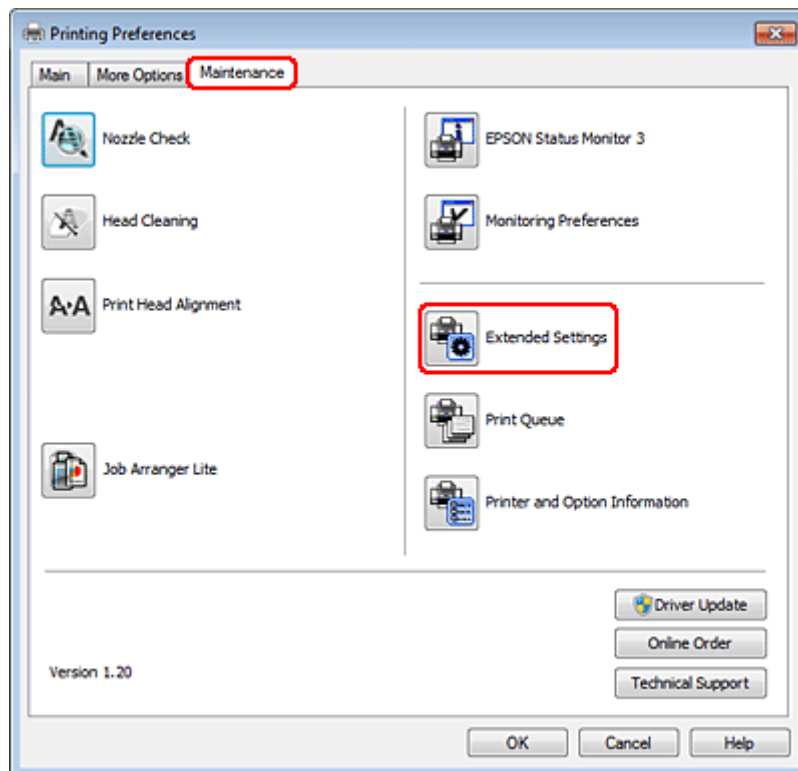 Printing Preferences
Main
More Options
Maintenance
Nozzle Check
Head Cleaning
A·A Print Head Alignment
Job Arranger Lite
EPSON Status Monitor 3
Monitoring Preferences
Extended Settings
Print Queue
Printer and Option Information
Driver Update
Online Order
Technical Support
Version 1.20
OK
Cancel
Help